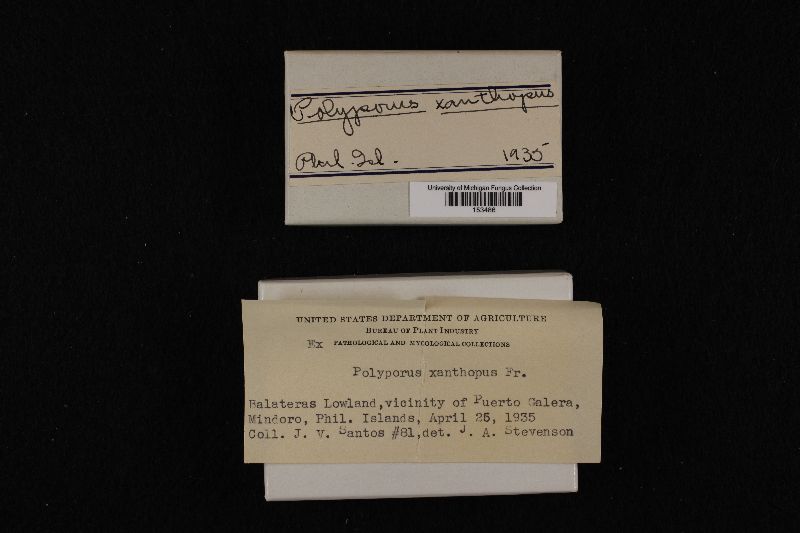 Polyporus xanthopus
Phil. Isl. 1935
University of Michigan Fungus Collection
153486
UNITED STATES DEPARTMENT OF AGRICULTURE
BUREAU OF PLANT INDUSTRY
Ex PATHOLOGICAL AND MYCOLOGICAL COLLECTIONS
Polyporus xanthopus Fr.
Balateras Lowland,vicinity of Puerto Galera,
Mindoro, Phil. Islands, April 25, 1935
Coll. J. V. Santos #81,det. J. A. Stevenson